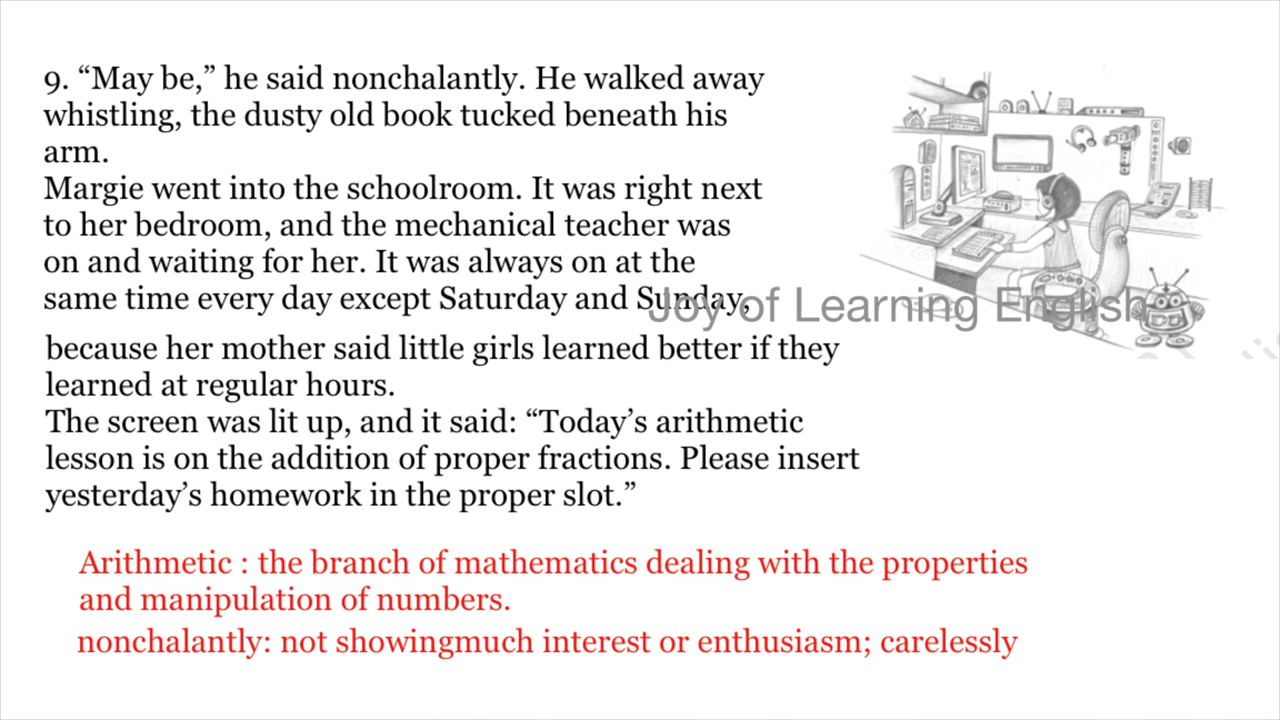 9. “May be,” he said nonchalantly. He walked away
whistling, the dusty old book tucked beneath his
arm.
Margie went into the schoolroom. It was right next
to her bedroom, and the mechanical teacher was
on and waiting for her. It was always on at the
same time every day except Saturday and Sunday,
Joy of Learning English
because her mother said little girls learned better if they
learned at regular hours.
The screen was lit up, and it said: “Today’s arithmetic
lesson is on the addition of proper fractions. Please insert
yesterday’s homework in the proper slot.”
Arithmetic : the branch of mathematics dealing with the properties
and manipulation of numbers.
nonchalantly: not showingmuch interest or enthusiasm; carelessly